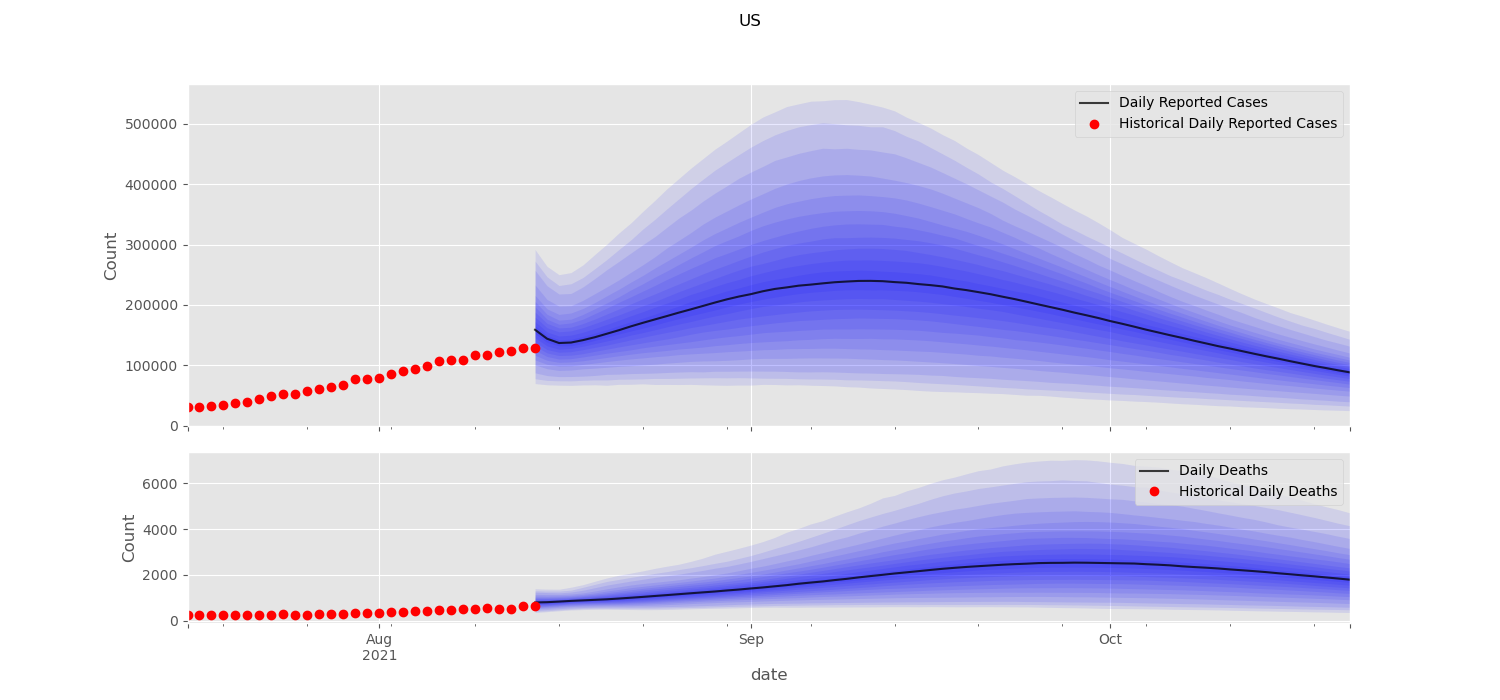 US
Count
500000
400000
300000
200000
100000
0
Daily Reported Cases
Historical Daily Reported Cases
Count
6000
4000
2000
0
Daily Deaths
Historical Daily Deaths
Aug
2021
Sep
Oct
date